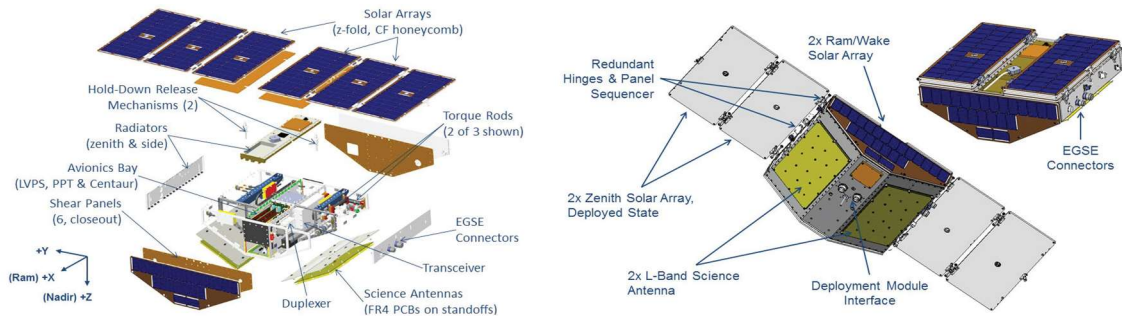 Solar Arrays
(z-fold, CF honeycomb)
Hold-Down Release
Mechanisms (2)
Radiators
(zenith & side)
Avionics Bay
(LVPS, PPT & Centaur)
Shear Panels
(6, closeout)
+Y
(Ram) +X
(Nadir) +Z
Torque Rods
(2 of 3 shown)
EGSE
Connectors
Transceiver
Duplexer
Science Antennas
(FR4 PCBs on standoffs)
Redundant
Hinges & Panel
Sequencer
2x Ram/Wake
Solar Array
EGSE
Connectors
2x Zenith Solar Array,
Deployed State
2x L-Band Science
Antenna
Deployment Module
Interface